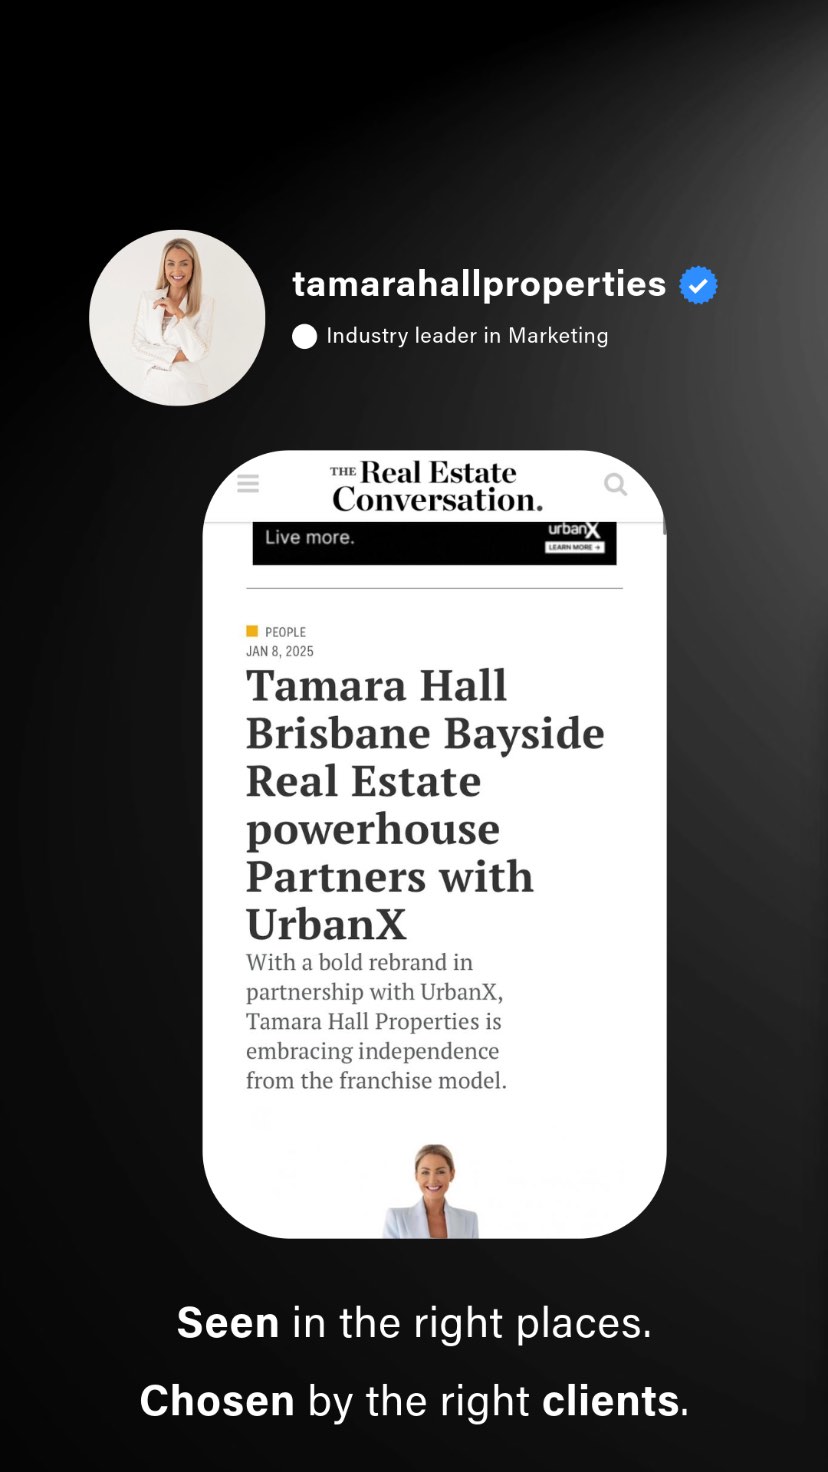 tamarahallproperties
Industry leader in Marketing
THE Real Estate
Conversation.
Live more.
urbanX
LEARN MORE →
PEOPLE
JAN 8, 2025
Tamara Hall
Brisbane Bayside
Real Estate
powerhouse
Partners with
UrbanX
With a bold rebrand in
partnership with UrbanX,
Tamara Hall Properties is
embracing independence
from the franchise model.
Seen in the right places.
Chosen by the right clients.